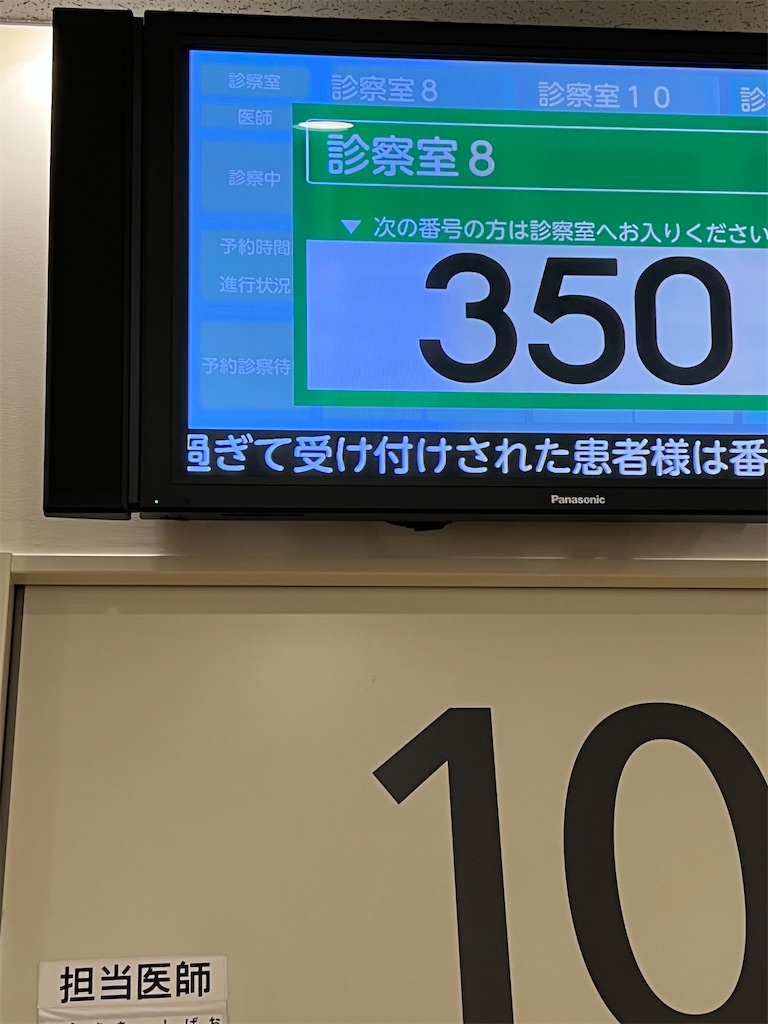 診察室
診察室8
診察室10
診
医師
診察室8
診察中
▼ 次の番号の方は診察室へお入りください
予約時間
350
進行状況
予約診察待
過ぎて受け付けされた患者様は番
Panasonic
10
担当医師